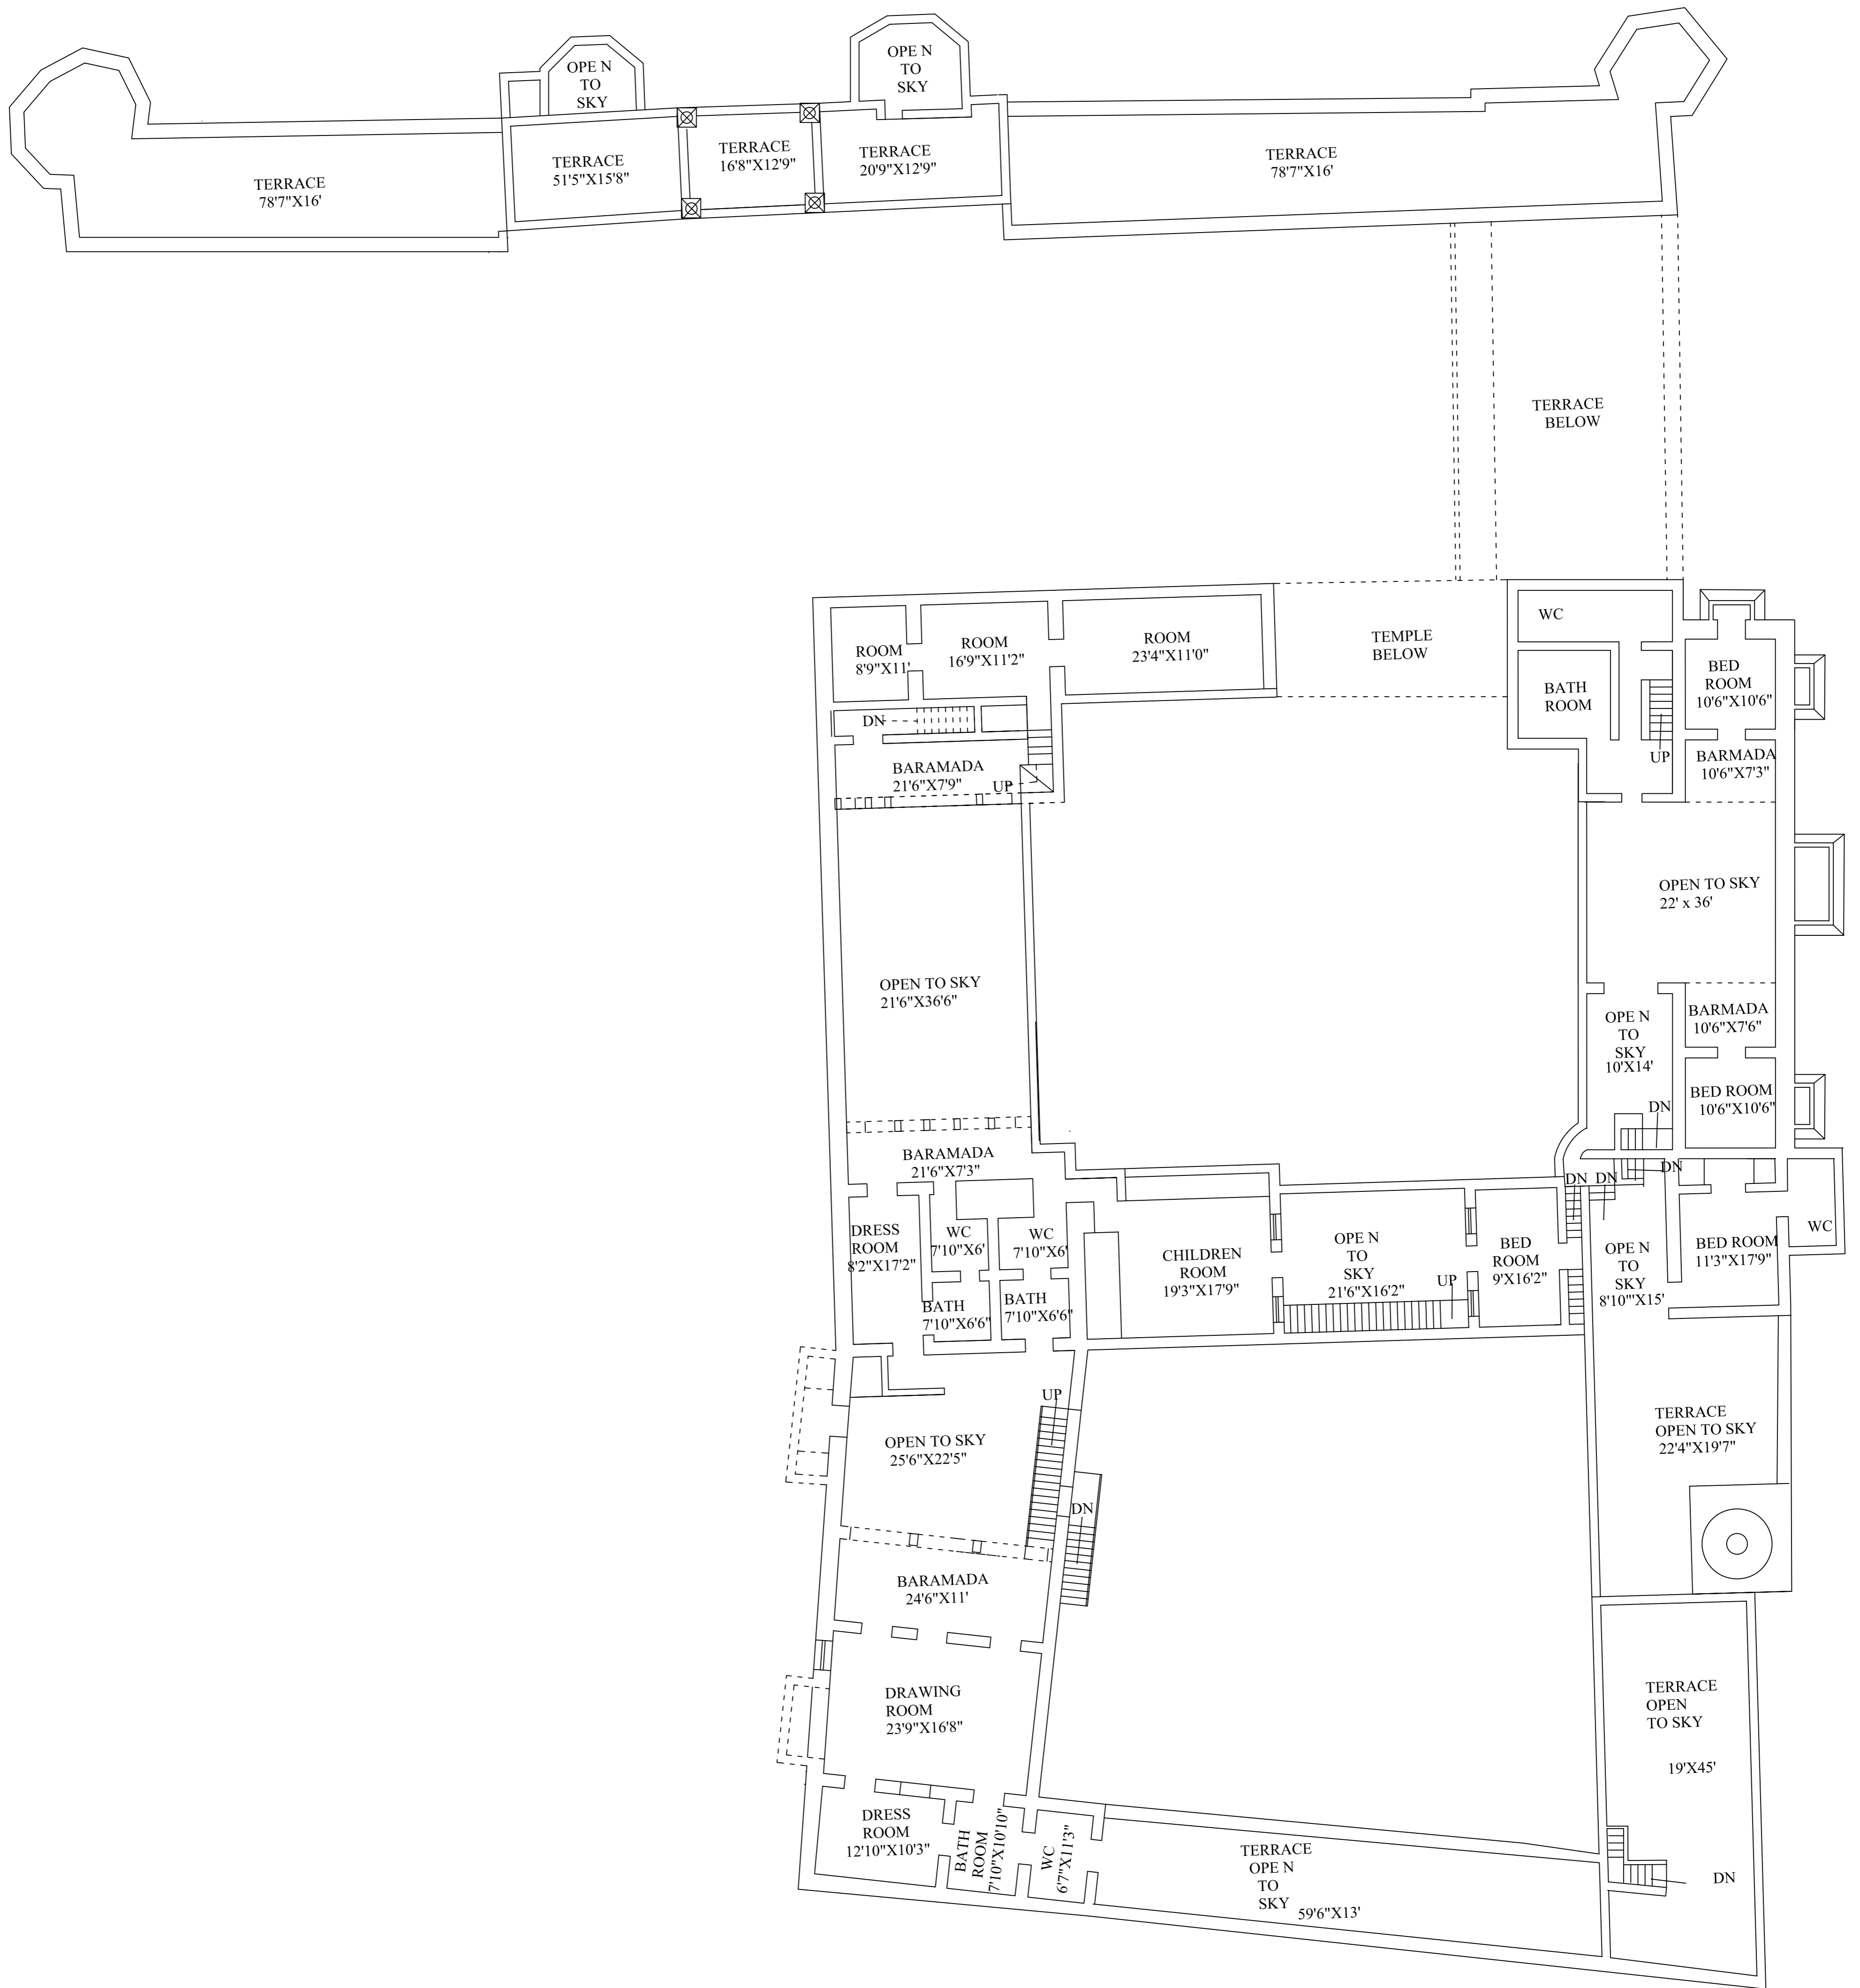 OPE N
TO
SKY
OPE N
TO
SKY
TERRACE
78'7"X16'
TERRACE
51'5"X15'8"
TERRACE
16'8"X12'9"
TERRACE
20'9"X12'9"
TERRACE
78'7"X16'
TERRACE
BELOW
ROOM
8'9"X11'
ROOM
16'9"X11'2"
ROOM
23'4"X11'0"
TEMPLE
BELOW
WC
BATH
ROOM
BED
ROOM
10'6"X10'6"
DN
BARAMADA
21'6"X7'9"
UP
UP
BARMADA
10'6"X7'3"
OPEN TO SKY
22' x 36'
OPEN TO SKY
21'6"X36'6"
OPE N
TO
SKY
10'X14'
BARMADA
10'6"X7'6"
BED ROOM
10'6"X10'6"
DN
BARAMADA
21'6"X7'3"
DN
DN
DN
DRESS
ROOM
8'2"X17'2"
WC
7'10"X6'
WC
7'10"X6'
BATH
7'10"X6'6"
BATH
7'10"X6'6"
CHILDREN
ROOM
19'3"X17'9"
OPE N
TO
SKY
21'6"X16'2"
UP
BED
ROOM
9'X16'2"
OPE N
TO
SKY
8'10"'X15'
BED ROOM
11'3"X17'9"
WC
UP
OPEN TO SKY
25'6"X22'5"
DN
TERRACE
OPEN TO SKY
22'4"X19'7"
BARAMADA
24'6"X11'
DRAWING
ROOM
23'9"X16'8"
TERRACE
OPEN
TO SKY
19'X45'
DRESS
ROOM
12'10"X10'3"
BATH
ROOM
7'10"X10'10"
WC
6'7"X11'3"
TERRACE
OPE N
TO
SKY
59'6"X13'
DN